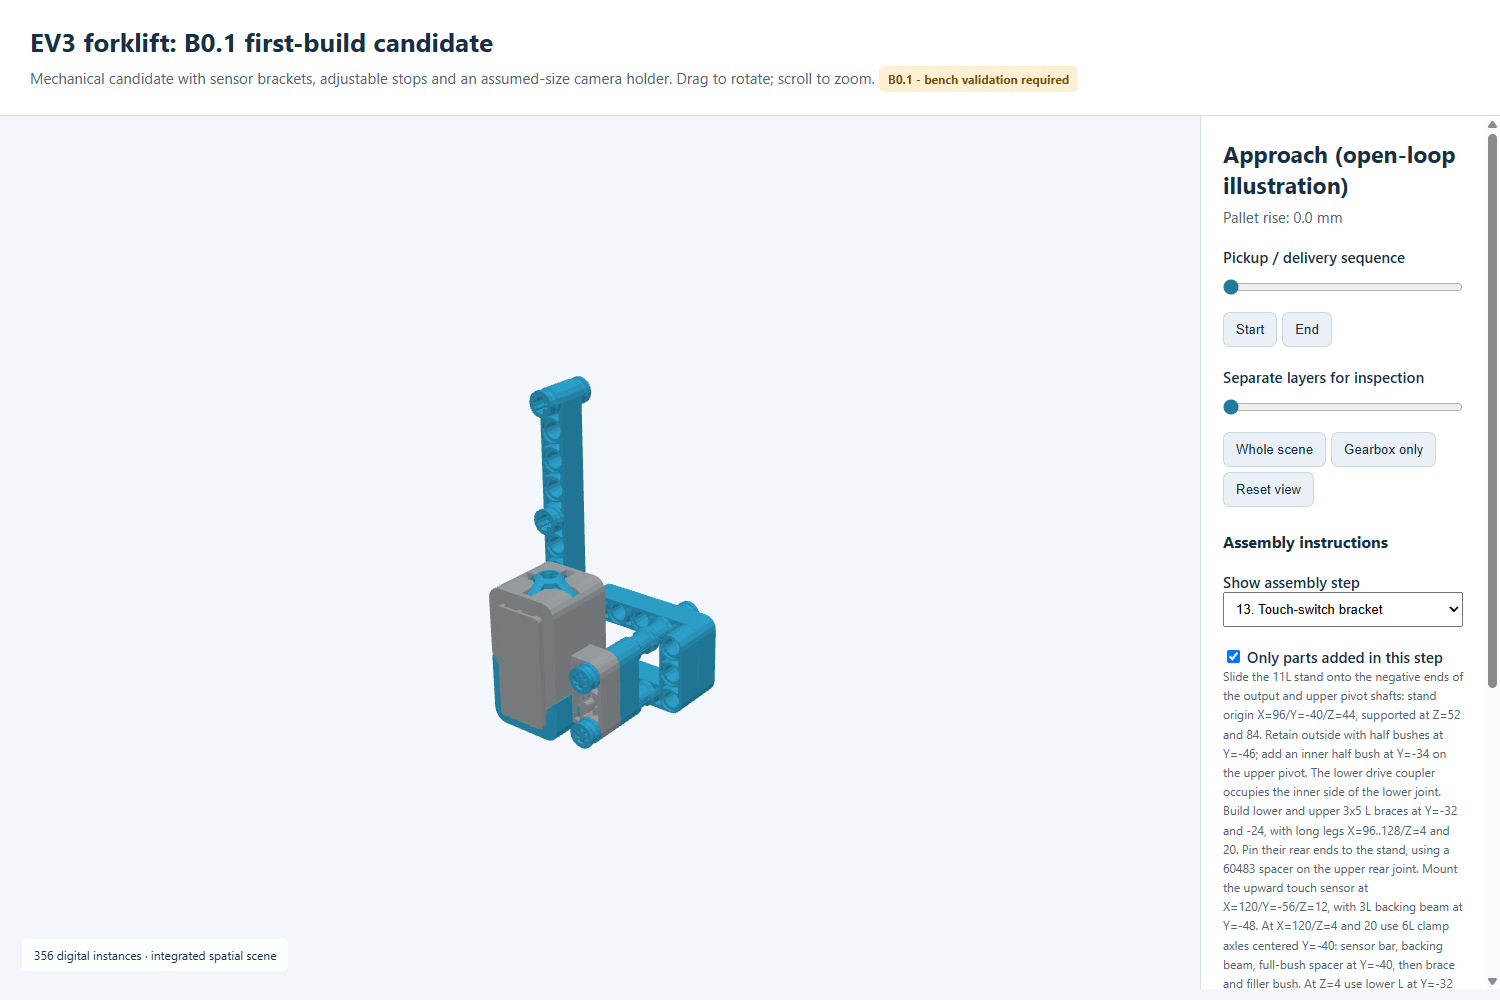 EV3 forklift: B0.1 first-build candidate
Mechanical candidate with sensor brackets, adjustable stops and an assumed-size camera holder. Drag to rotate; scroll to zoom. B0.1 - bench validation required
Approach (open-loop
illustration)
Pallet rise: 0.0 mm
Pickup / delivery sequence
Start End
Separate layers for inspection
Whole scene Gearbox only
Reset view
Assembly instructions
Show assembly step
13. Touch-switch bracket
Only parts added in this step
Slide the 11L stand onto the negative ends of
the output and upper pivot shafts: stand
origin X=96/Y=-40/Z=44, supported at Z=52
and 84. Retain outside with half bushes at
Y=-46; add an inner half bush at Y=-34 on
the upper pivot. The lower drive coupler
occupies the inner side of the lower joint.
Build lower and upper 3x5 L braces at Y=-32
and -24, with long legs X=96..128/Z=4 and
20. Pin their rear ends to the stand, using a
60483 spacer on the upper rear joint. Mount
the upward touch sensor at
X=120/Y=-56/Z=12, with 3L backing beam at
Y=-48. At X=120/Z=4 and 20 use 6L clamp
axles centered Y=-40: sensor bar, backing
beam, full-bush spacer at Y=-40, then brace
and filler bush. At Z=4 use lower L at Y=-32
356 digital instances · integrated spatial scene